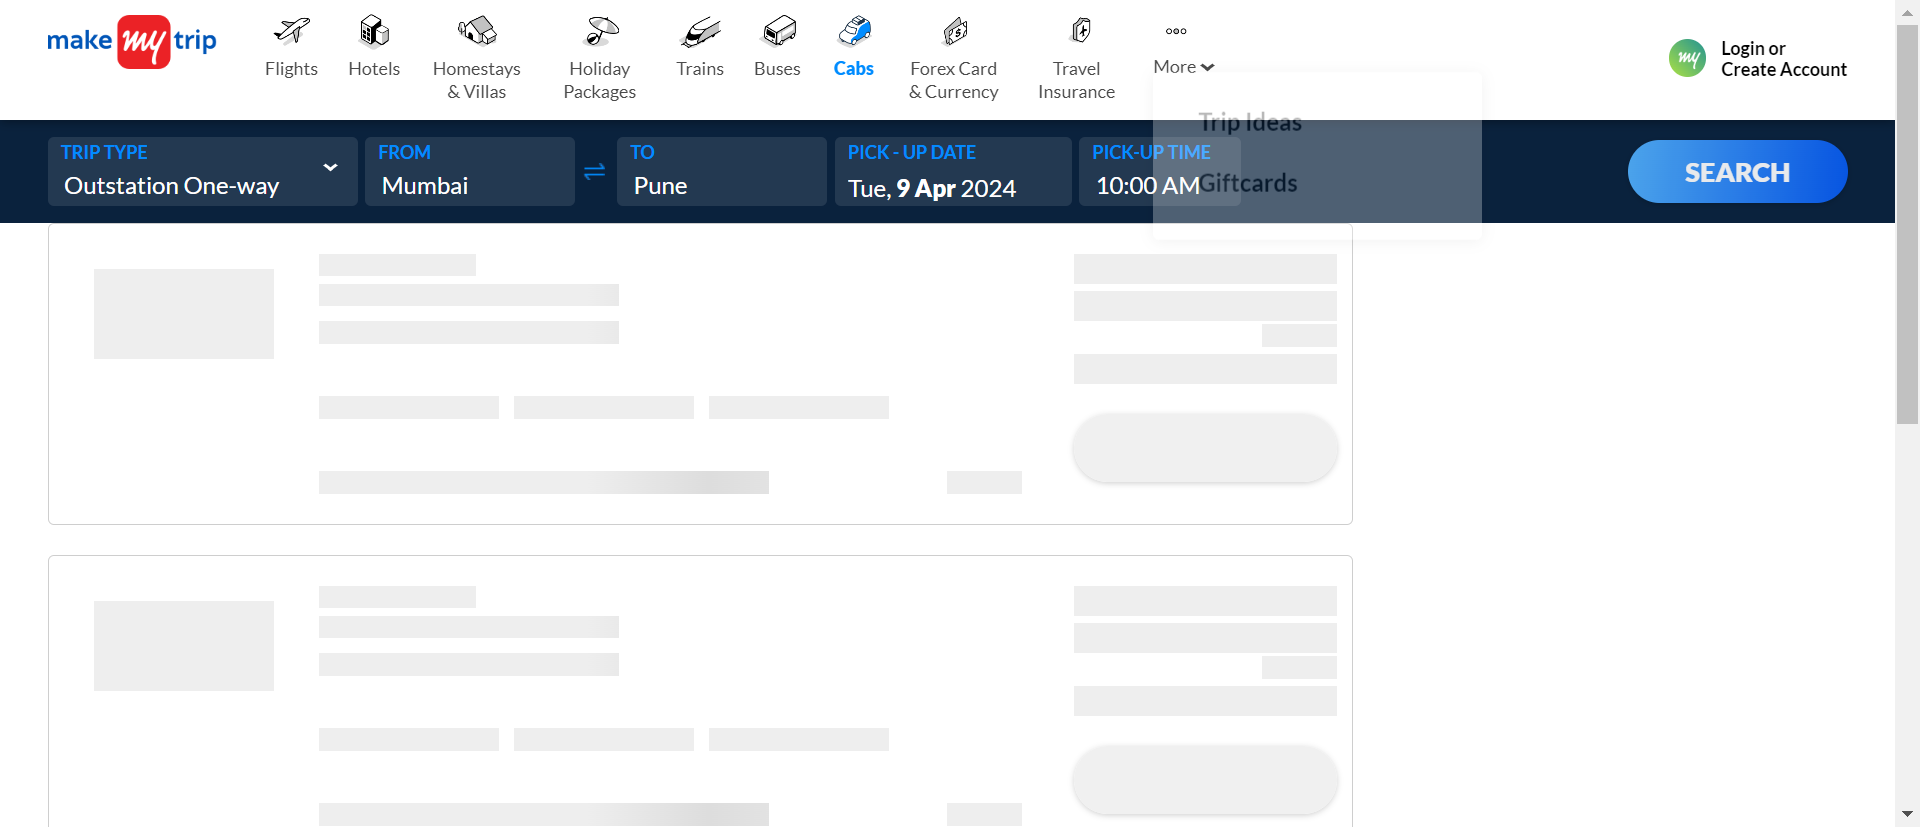 make my trip
Flights
Hotels
Homestays
& Villas
Holiday
Packages
Trains
Buses
Cabs
Forex Card
& Currency
Travel
Insurance
More
my
Login or
Create Account
Trip Ideas
Giftcards
TRIP TYPE
Outstation One-way
FROM
Mumbai
TO
Pune
PICK - UP DATE
Tue, 9 Apr 2024
PICK-UP TIME
10:00 AM
SEARCH